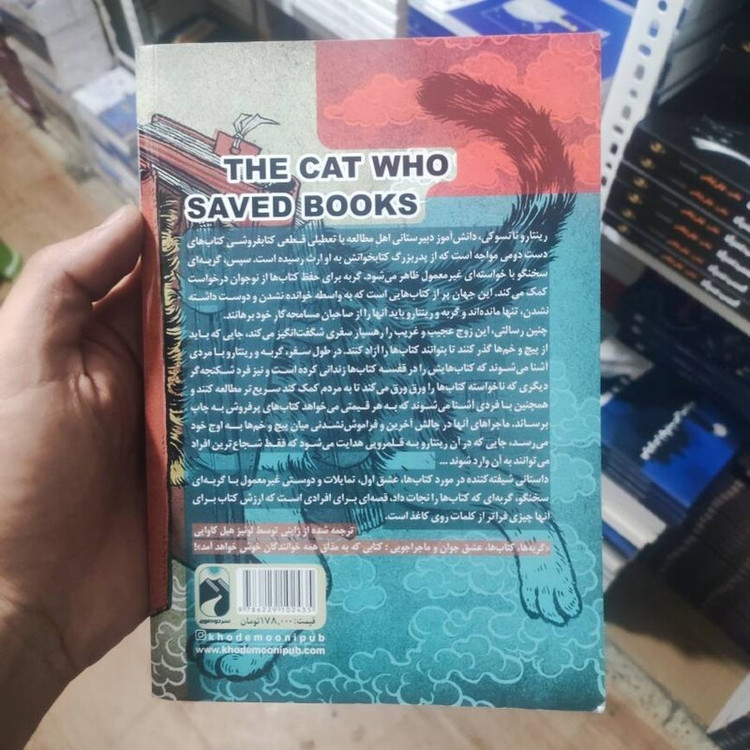 THE CAT WHO
SAVED BOOKS
رینتارو ناتسوکی، دانش‌آموز دبیرستانی اهل مطالعه با تعطیلی قطعی کتابفروشی کتاب‌های
دست دومی مواجه است که از پدربزرگ کتابخوانش به او ارث رسیده است. سپس، گربه‌ای
سخنگو با خواسته‌ای غیر معمول ظاهر می‌شود. گربه برای حفظ کتاب‌ها از نوجوان درخواست
کمک می‌کند. این جهان پر از کتاب‌هایی است که به واسطه خوانده نشدن و دوست داشته
نشدن، تنها مانده‌اند و گربه و رینتارو باید آنها را از صاحبان مسامحه‌کار خود برهانند.
چنین رسالتی، این زوج عجیب و غریب را رهسپار سفری شگفت‌انگیز می‌کند، جایی که باید
از پیچ و خم‌ها گذر کنند تا بتوانند کتاب‌ها را آزاد کنند. در طول سفر، گربه و رینتارو با مردی
آشنا می‌شوند که کتاب‌هایش را در قفسه کتاب‌ها زندانی کرده است و نیز فرد شکنجه‌گر
دیگری که ناخواسته کتاب‌ها را ورق ورق می‌کند تا به مردم کمک کند سریع‌تر مطالعه کنند و
همچنین با فردی آشنا می‌شوند که به هر قیمتی می‌خواهد کتاب‌های پرفروش به چاپ
برساند. ماجراهای آنها در چالش آخرین و فراموش‌نشدنی میان پیچ و خم‌ها به اوج خود
می‌رسد، جایی که در آن رینتارو به قلمرویی هدایت می‌شود که فقط شجاع‌ترین افراد
می‌توانند به آن وارد شوند ...
داستانی شیفته‌کننده در مورد کتاب‌ها، عشق اول، تمایلات و دوستی غیرمعمول با گربه‌ای
سخنگو، گربه‌ای که کتاب‌ها را نجات داد، قصه‌ای برای افرادی است که ارزش کتاب برای
آنها چیزی فراتر از کلمات روی کاغذ است.
ترجمه شده از ژاپنی توسط لوئیز هیل کاوایی
«گربه‌ها، کتاب‌ها، عشق جوان و ماجراجویی: کتابی که به مذاق همه خوانندگان خوش خواهد آمد»!
9 786229 102435
قیمت: ۱۷۸,۰۰۰تومان
نشر خودمونی
khodemoonipub
www.khodemoonipub.com